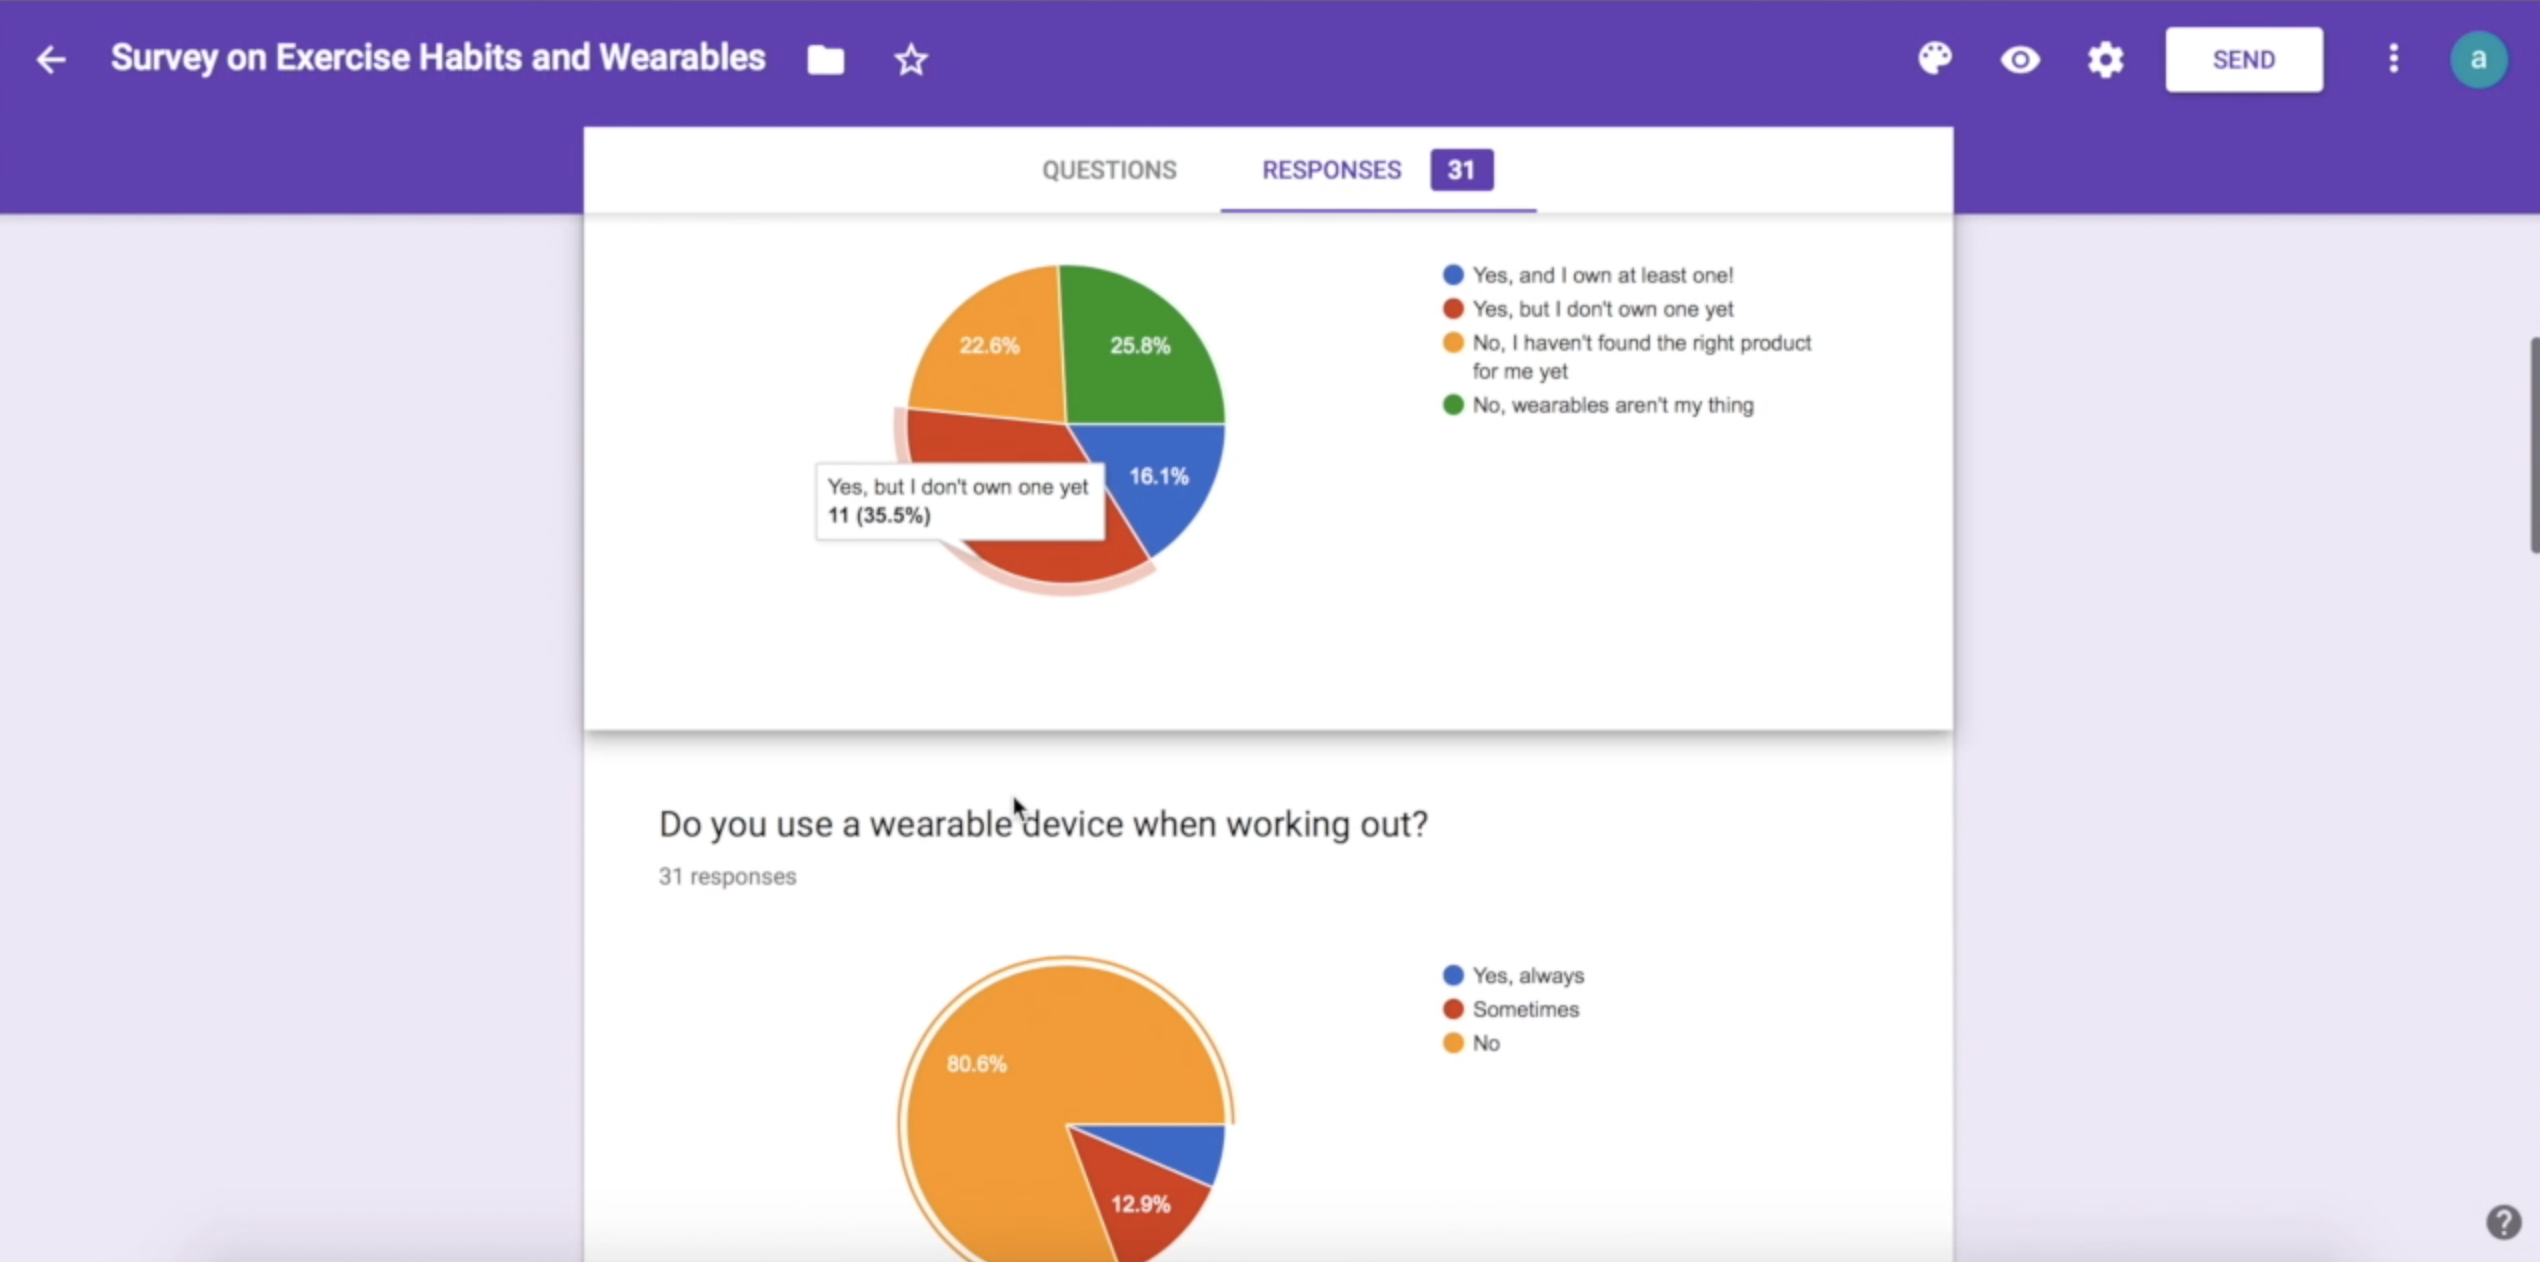 Survey on Exercise Habits and Wearables
SEND
a
QUESTIONS
RESPONSES 31
22.6%
25.8%
16.1%
Yes, but I don't own one yet
11 (35.5%)
Yes, and I own at least one!
Yes, but I don't own one yet
No, I haven't found the right product
for me yet
No, wearables aren't my thing
Do you use a wearable device when working out?
31 responses
80.6%
12.9%
Yes, always
Sometimes
No
?